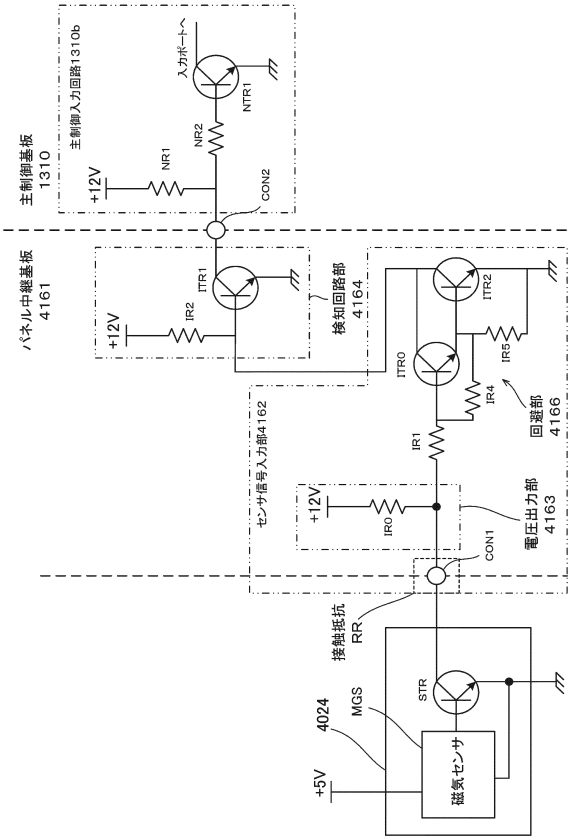 主制御基板
1310
主制御入力回路1310b
+12V
NR1
NR2
NTR1
入力ポートへ
CON2
パネル中継基板
4161
+12V
IR2
ITR1
検知回路部
4164
センサ信号入力部4162
+12V
IR0
IR1
ITR0
ITR2
IR4
IR5
回避部
4166
電圧出力部
4163
CON1
接触抵抗
RR
4024
MGS
STR
+5V
磁気センサ